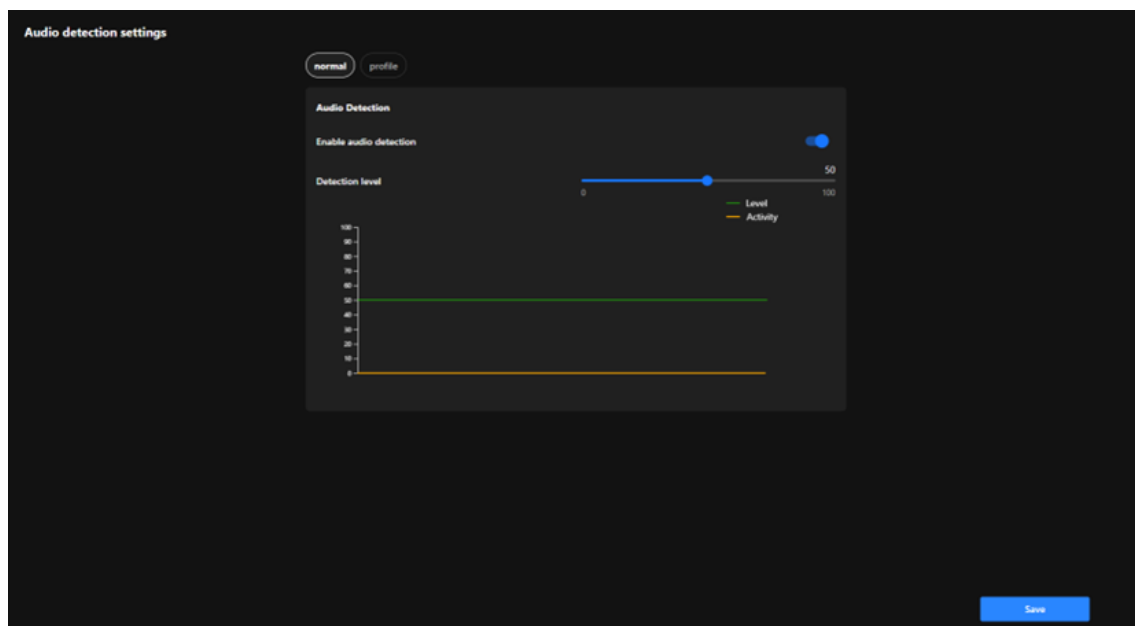 Audio detection settings
normal profile
Audio Detection
Enable audio detection
50
Detection level
0 100
Level
Activity
100
90
80
70
60
50
40
30
20
10
0
Save